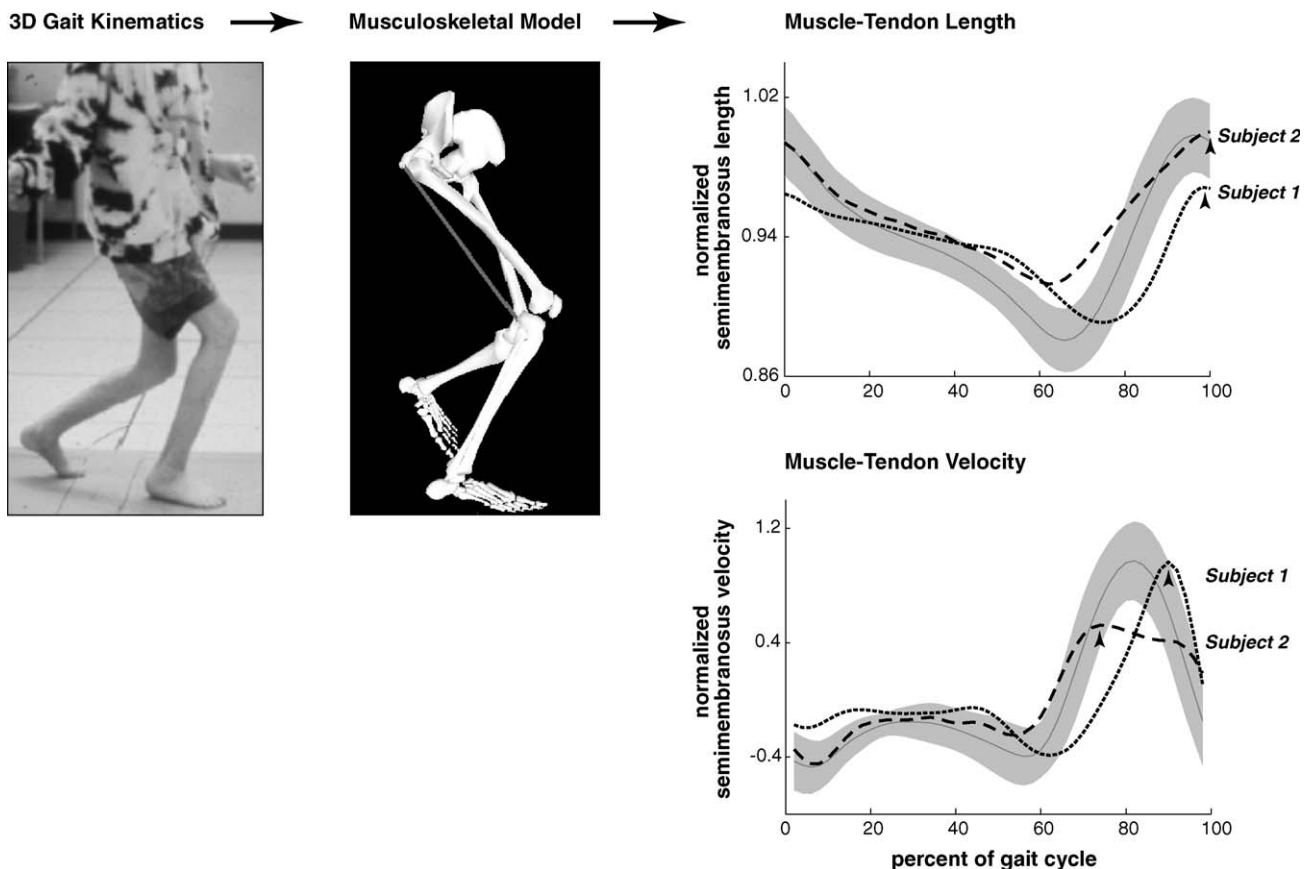 3D Gait Kinematics
Musculoskeletal Model
Muscle-Tendon Length
normalized
semimembranosus length
1.02
0.94
0.86
0
20
40
60
80
100
Subject 2
Subject 1
Muscle-Tendon Velocity
normalized
semimembranosus velocity
1.2
0.4
-0.4
0
20
40
60
80
100
Subject 1
Subject 2
percent of gait cycle